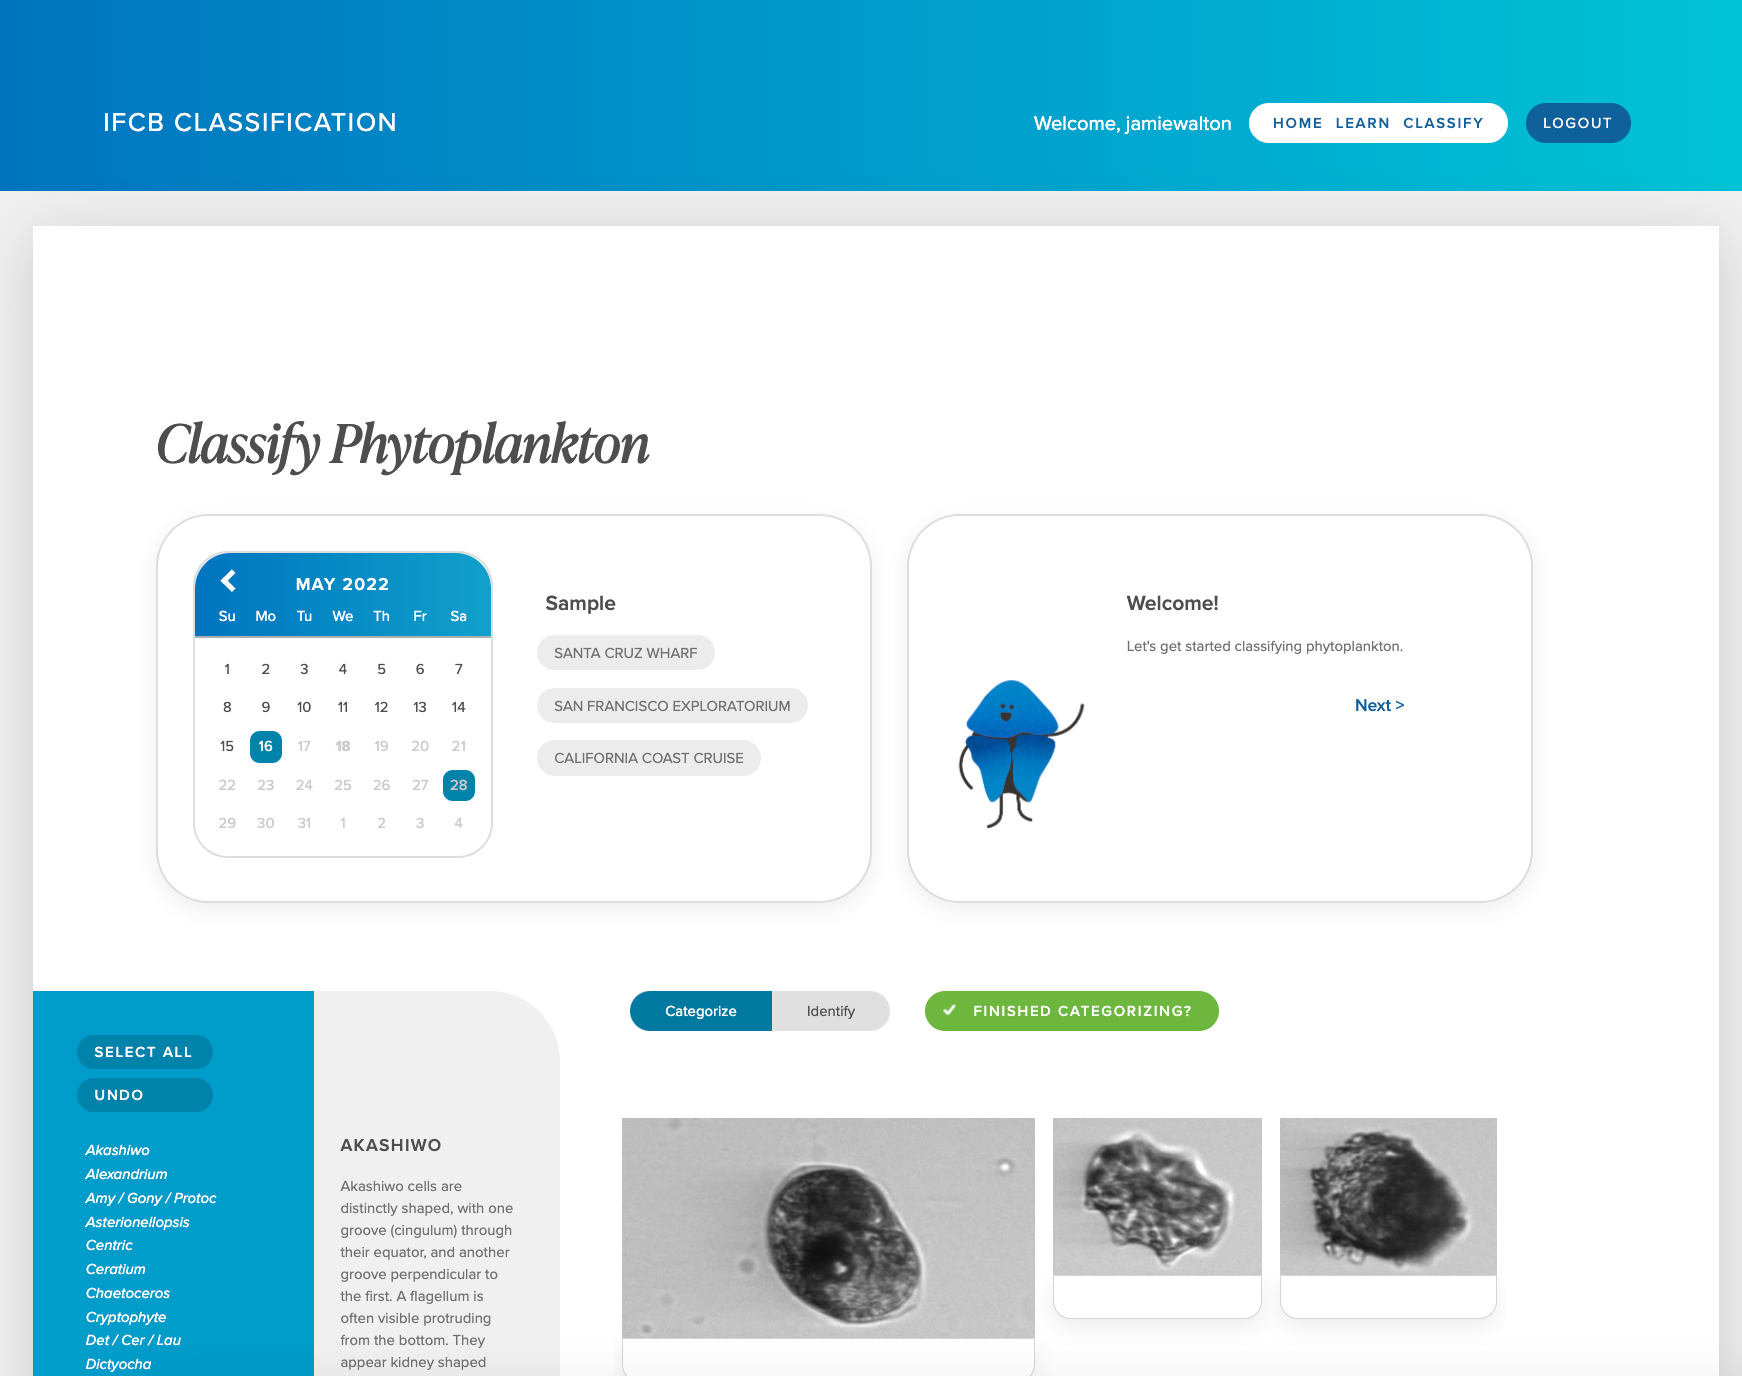 IFCB CLASSIFICATION
Welcome, jamiewalton
HOME LEARN CLASSIFY
LOGOUT
Classify Phytoplankton
MAY 2022
Su Mo Tu We Th Fr Sa
1 2 3 4 5 6 7
8 9 10 11 12 13 14
15 16 17 18 19 20 21
22 23 24 25 26 27 28
29 30 31 1 2 3 4
Sample
SANTA CRUZ WHARF
SAN FRANCISCO EXPLORATORIUM
CALIFORNIA COAST CRUISE
Welcome!
Let's get started classifying phytoplankton.
Next >
SELECT ALL
UNDO
Akashiwo
Alexandrium
Amy / Gony / Protoc
Asterionellopsis
Centric
Ceratium
Chaetoceros
Cryptophyte
Det / Cer / Lau
Dictyocha
AKASHIWO
Akashiwo cells are
distinctly shaped, with one
groove (cingulum) through
their equator, and another
groove perpendicular to
the first. A flagellum is
often visible protruding
from the bottom. They
appear kidney shaped
Categorize
Identify
FINISHED CATEGORIZING?